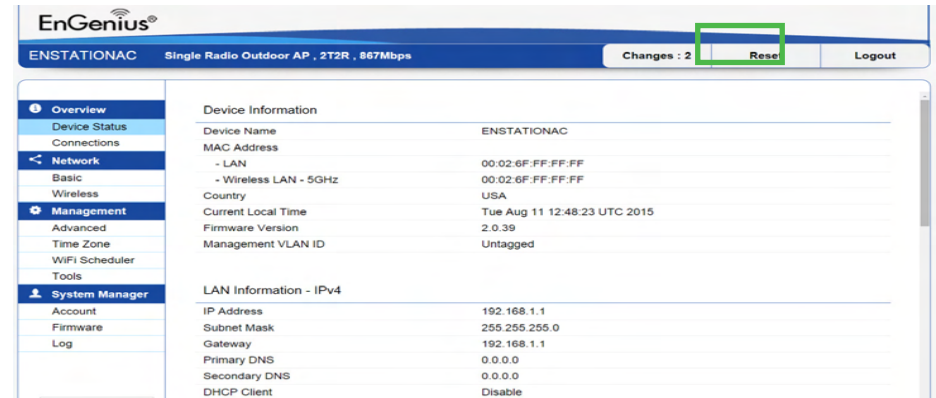 EnGenius®
ENSTATIONAC Single Radio Outdoor AP , 2T2R , 867Mbps Changes : 2 Reset Logout
Overview
Device Status
Connections
Network
Basic
Wireless
Management
Advanced
Time Zone
WiFi Scheduler
Tools
System Manager
Account
Firmware
Log
Device Information
Device Name ENSTATIONAC
MAC Address
- LAN 00:02:6F:FF:FF:FF
- Wireless LAN - 5GHz 00:02:6F:FF:FF:FF
Country USA
Current Local Time Tue Aug 11 12:48:23 UTC 2015
Firmware Version 2.0.39
Management VLAN ID Untagged
LAN Information - IPv4
IP Address 192.168.1.1
Subnet Mask 255.255.255.0
Gateway 192.168.1.1
Primary DNS 0.0.0.0
Secondary DNS 0.0.0.0
DHCP Client Disable